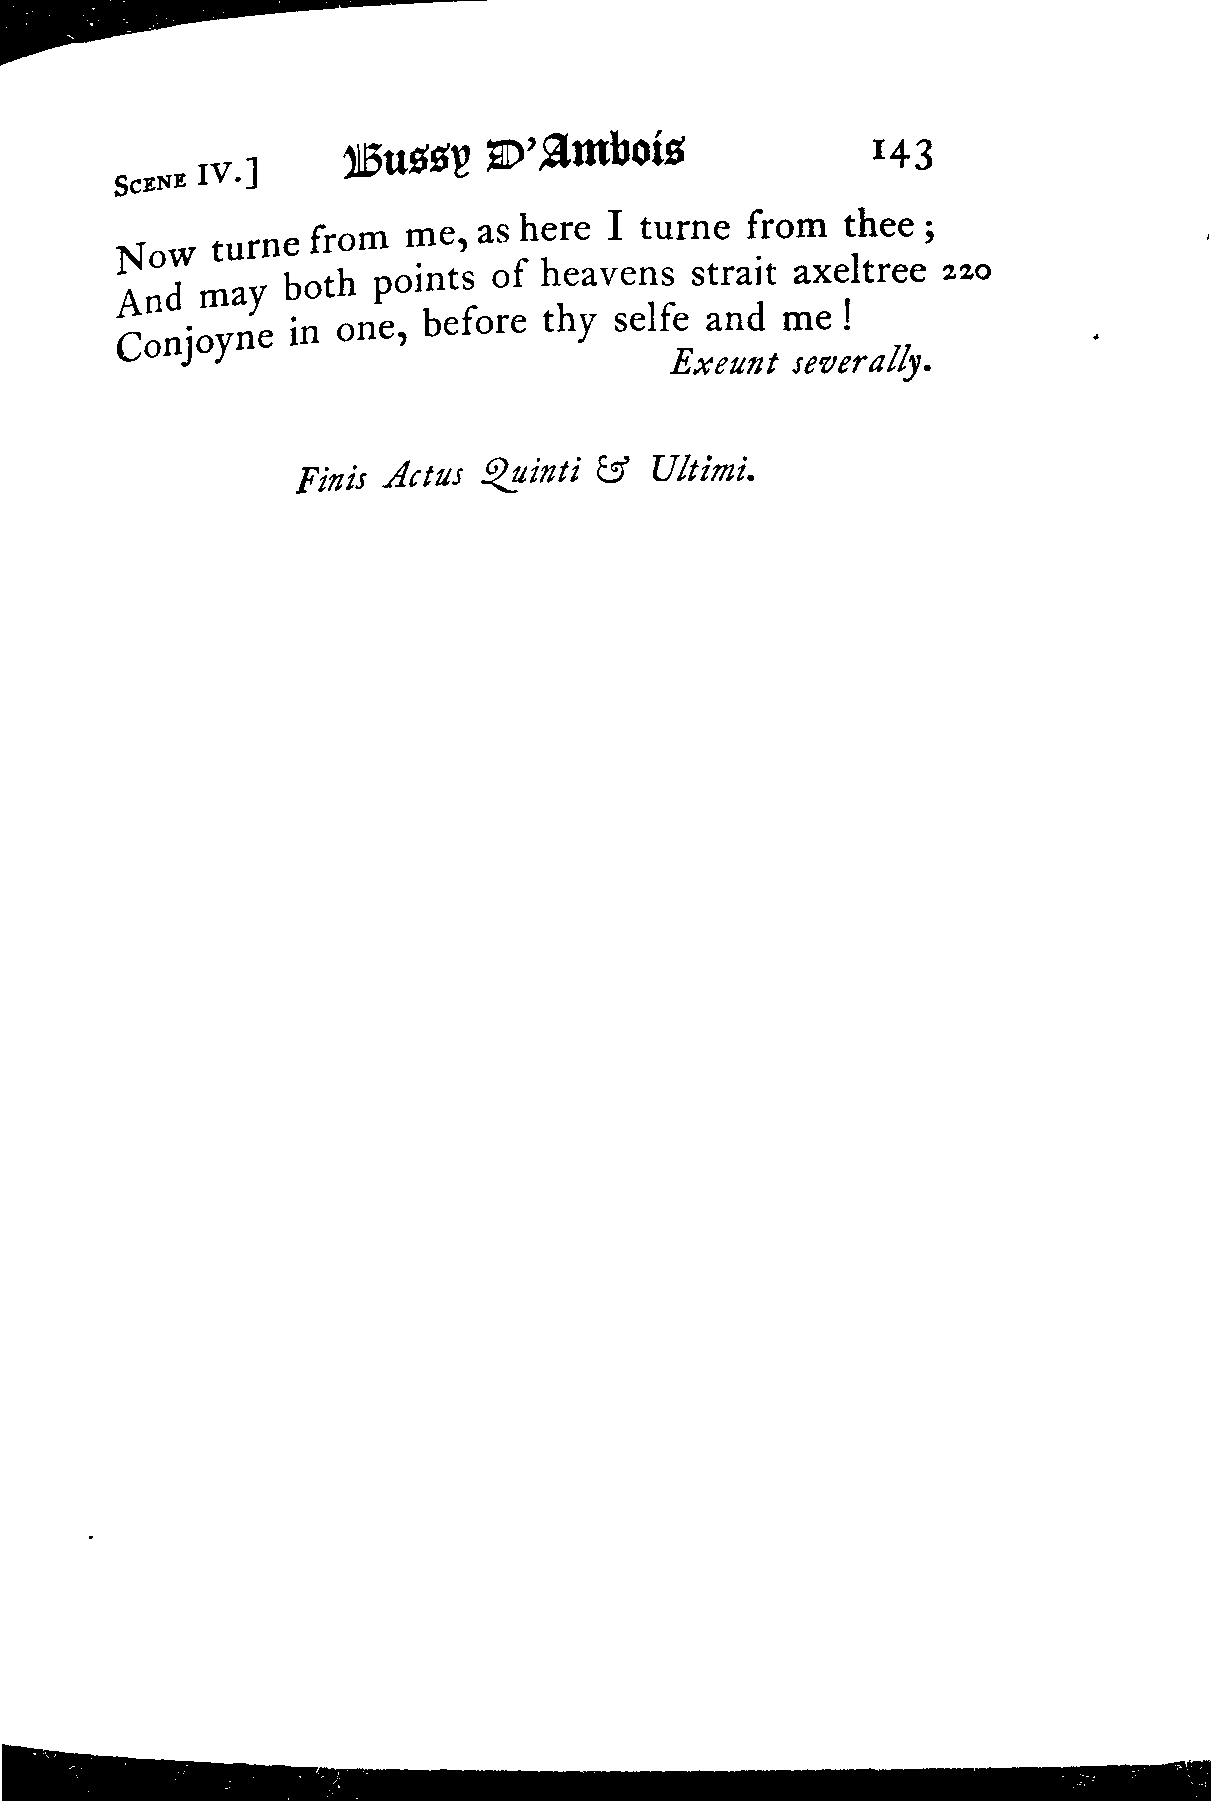 SCENE IV.] Bussy D'Ambois 143
Now turne from me, as here I turne from thee ;
And may both points of heavens strait axeltree 220
Conjoyne in one, before thy selfe and me !
Exeunt severally.
Finis Actus Quinti & Ultimi.